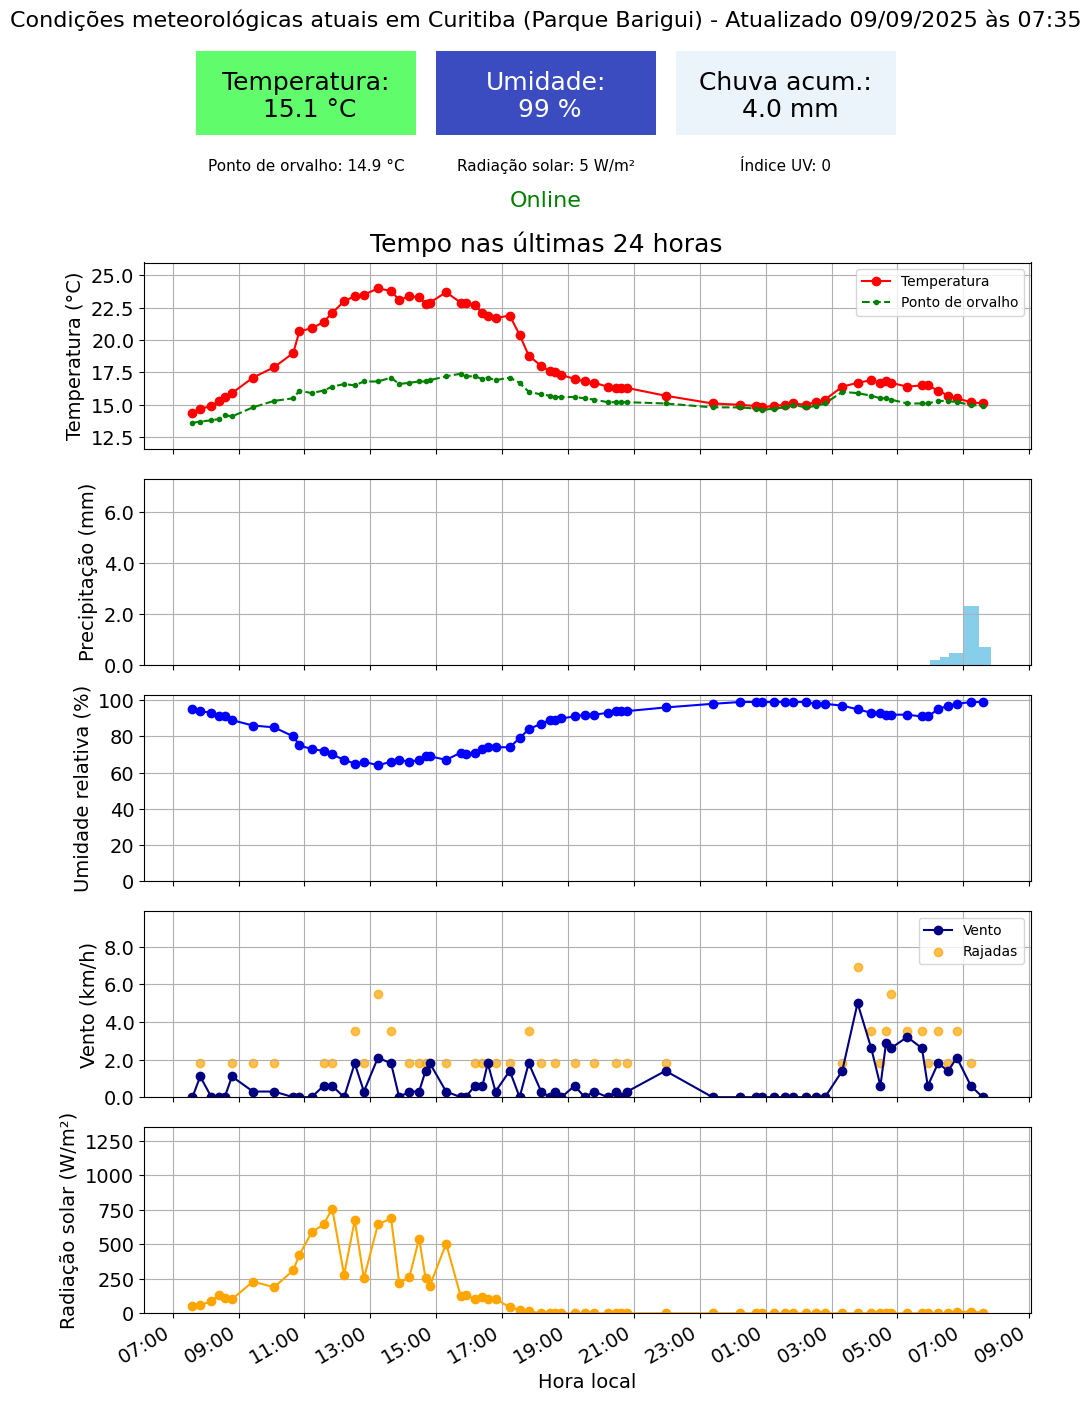 Condições meteorológicas atuais em Curitiba (Parque Barigui) - Atualizado 09/09/2025 às 07:35
Temperatura:
15.1 °C
Umidade:
99 %
Chuva acum.:
4.0 mm
Ponto de orvalho: 14.9 °C
Radiação solar: 5 W/m²
Índice UV: 0
Online
Tempo nas últimas 24 horas
Temperatura (°C)
25.0
22.5
20.0
17.5
15.0
12.5
Temperatura
Ponto de orvalho
Precipitação (mm)
6.0
4.0
2.0
0.0
Umidade relativa (%)
100
80
60
40
20
0
Vento (km/h)
8.0
6.0
4.0
2.0
0.0
Vento
Rajadas
Radiação solar (W/m²)
1250
1000
750
500
250
0
07:00
09:00
11:00
13:00
15:00
17:00
19:00
21:00
23:00
01:00
03:00
05:00
07:00
09:00
Hora local